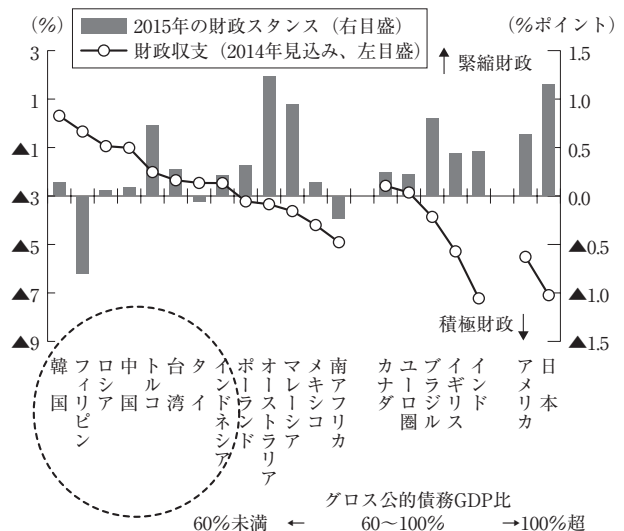 (%)
(%ポイント)
2015年の財政スタンス（右目盛）
財政収支（2014年見込み、左目盛）
3
1
▲1
▲3
▲5
▲7
▲9
1.5
1.0
0.5
0.0
▲0.5
▲1.0
▲1.5
緊縮財政
積極財政
韓国
フィリピン
ロシア
中国
トルコ
台湾
タイ
インドネシア
ポーランド
オーストラリア
マレーシア
メキシコ
南アフリカ
カナダ
ユーロ圏
ブラジル
イギリス
インド
アメリカ
日本
グロス公的債務GDP比
60%未満 ← 60～100% →100%超